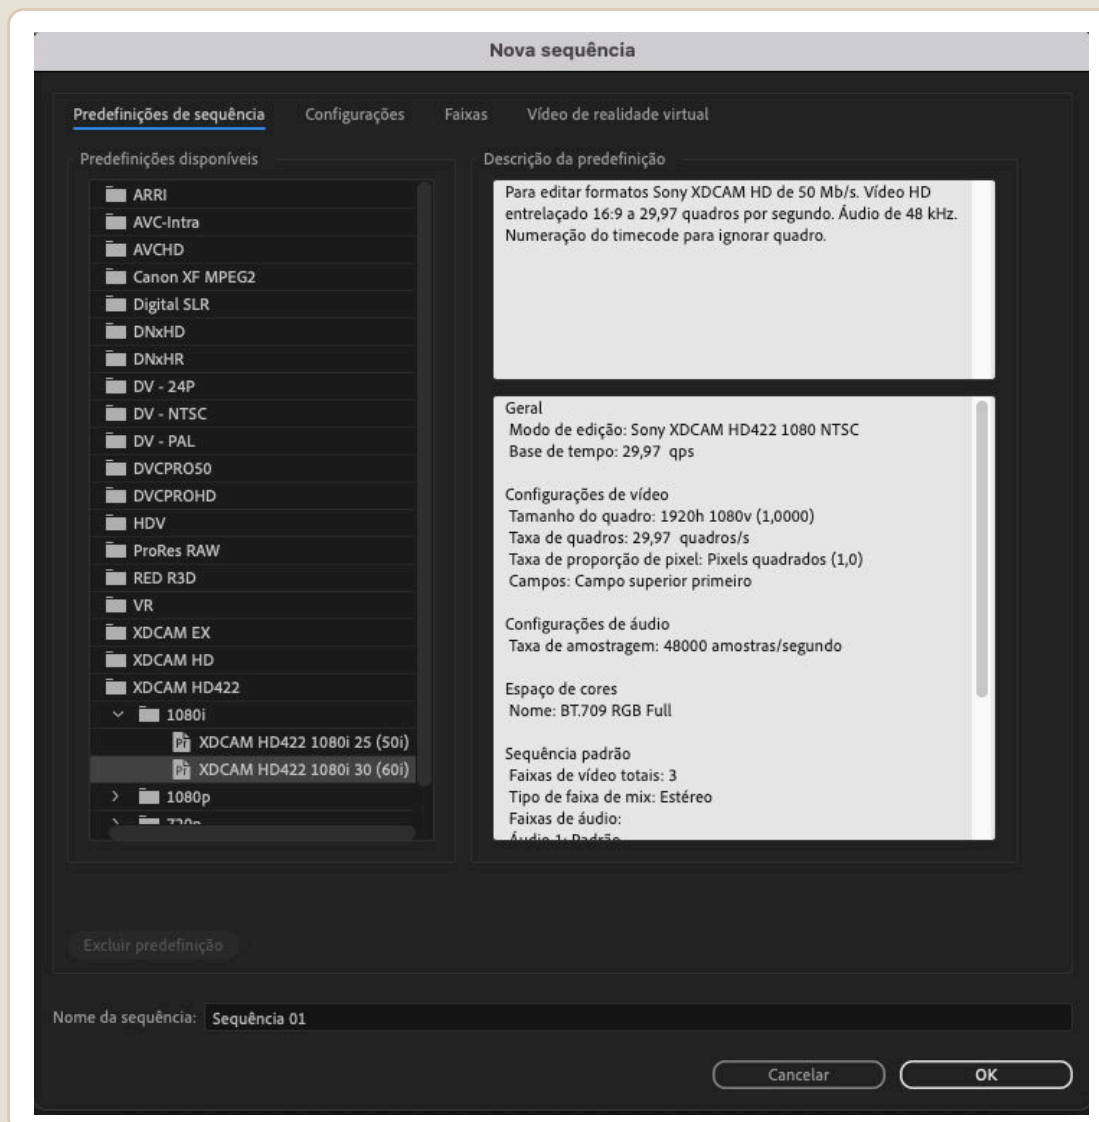 Nova sequência
Predefinições de sequência
Configurações
Faixas
Vídeo de realidade virtual
Predefinições disponíveis
ARRI
AVC-Intra
AVCHD
Canon XF MPEG2
Digital SLR
DNxHD
DNxHR
DV - 24P
DV - NTSC
DV - PAL
DVCPRO50
DVCPROHD
HDV
ProRes RAW
RED R3D
VR
XDCAM EX
XDCAM HD
XDCAM HD422
1080i
XDCAM HD422 1080i 25 (50i)
XDCAM HD422 1080i 30 (60i)
1080p
720p
Descrição da predefinição
Para editar formatos Sony XDCAM HD de 50 Mb/s. Vídeo HD
entrelaçado 16:9 a 29,97 quadros por segundo. Áudio de 48 kHz.
Numeração do timecode para ignorar quadro.
Geral
Modo de edição: Sony XDCAM HD422 1080 NTSC
Base de tempo: 29,97 qps
Configurações de vídeo
Tamanho do quadro: 1920h 1080v (1,0000)
Taxa de quadros: 29,97 quadros/s
Taxa de proporção de pixel: Pixels quadrados (1,0)
Campos: Campo superior primeiro
Configurações de áudio
Taxa de amostragem: 48000 amostras/segundo
Espaço de cores
Nome: BT.709 RGB Full
Sequência padrão
Faixas de vídeo totais: 3
Tipo de faixa de mix: Estéreo
Faixas de áudio:
Áudio 1: Padrão
Excluir predefinição
Nome da sequência: Sequência 01
Cancelar
OK